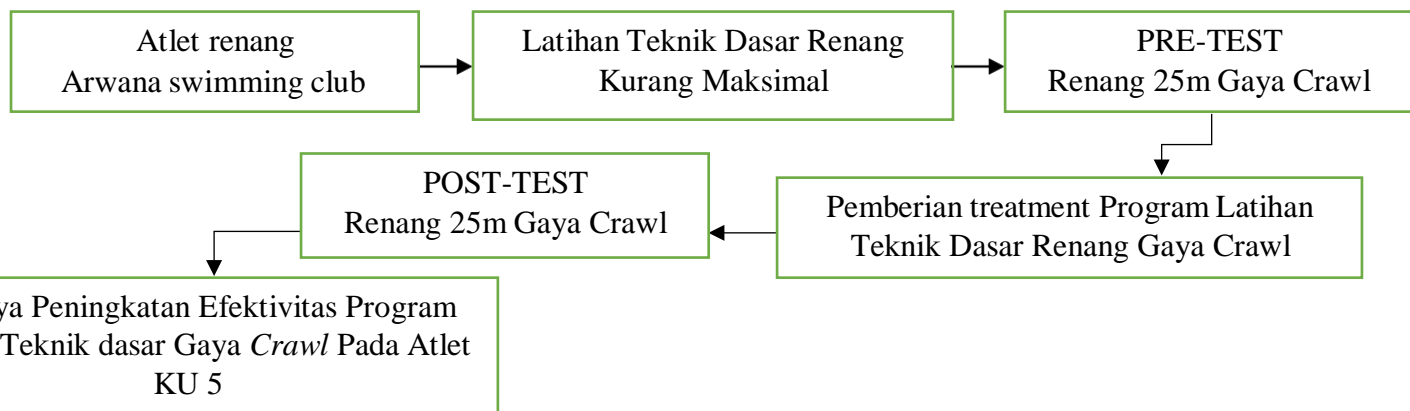 Atlet renang
Arwana swimming club
Latihan Teknik Dasar Renang
Kurang Maksimal
PRE-TEST
Renang 25m Gaya Crawl
Pemberian treatment Program Latihan
Teknik Dasar Renang Gaya Crawl
POST-TEST
Renang 25m Gaya Crawl
Peningkatan Efektivitas Program
Teknik dasar Gaya Crawl Pada Atlet
KU 5